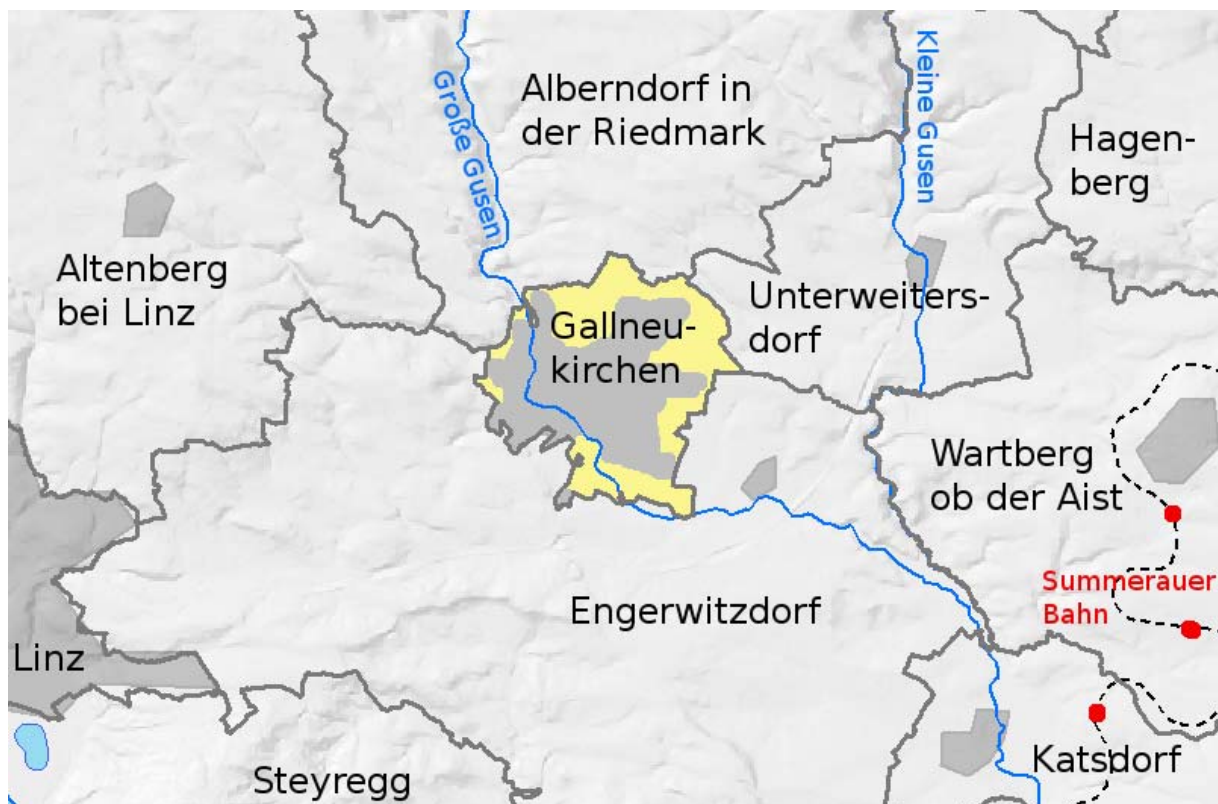 Kleine Gusen
Große Gusen
Alberndorf in
der Riedmark
Hagen-
berg
Altenberg
bei Linz
Unterweiters-
dorf
Gallneu-
kirchen
Wartberg
ob der Aist
Summerauer
Bahn
Engerwitzdorf
Linz
Katsdorf
Steyregg